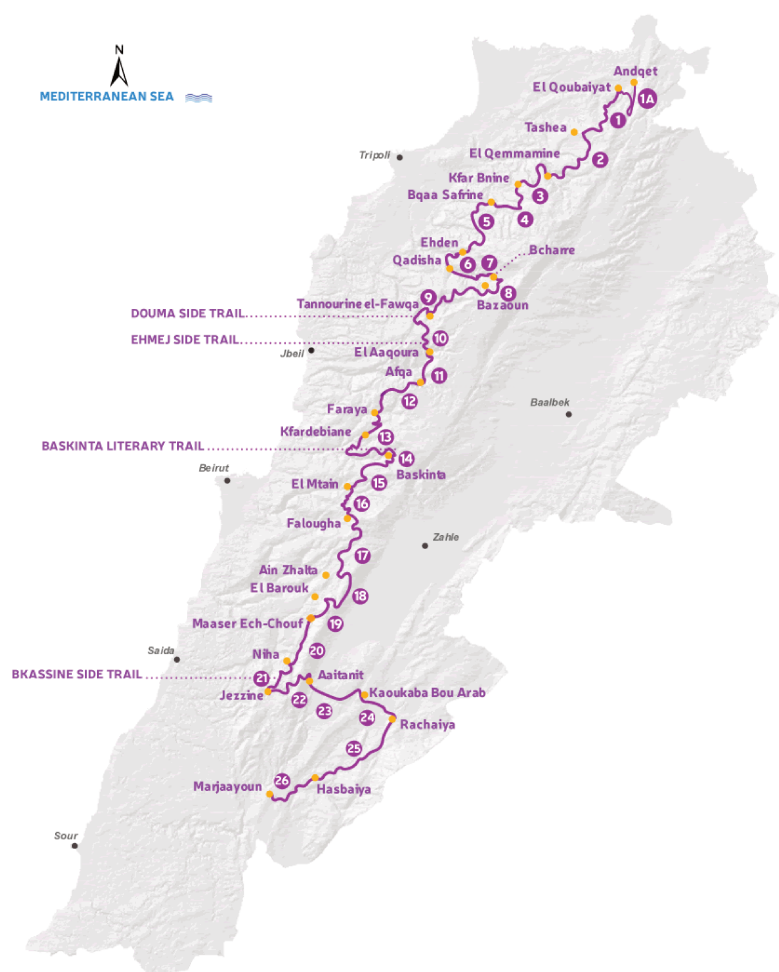 N
MEDITERRANEAN SEA
Andqet
El Qoubaiyat
1A
1
Tashea
2
El Qemmamine
Tripoli
Kfar Bnine
3
Bqaa Safrine
4
5
Ehden
Bcharre
Qadisha
6
7
8
Bazaoun
9
Tannourine el-Fawqa
DOUMA SIDE TRAIL
EHMEJ SIDE TRAIL
10
Jbeil
El Aaqoura
Afqa
11
12
Baalbek
Faraya
Kfardebiane
13
BASKINTA LITERARY TRAIL
14
Beirut
Baskinta
15
El Mtain
16
Falougha
Zahle
17
Ain Zhalta
El Barouk
18
Maaser Ech-Chouf
19
Saida
Niha
20
BKASSINE SIDE TRAIL
21
Aaitanit
Jezzine
22
Kaoukaba Bou Arab
23
24
Rachaiya
25
26
Marjaayoun
Hasbaiya
Sour